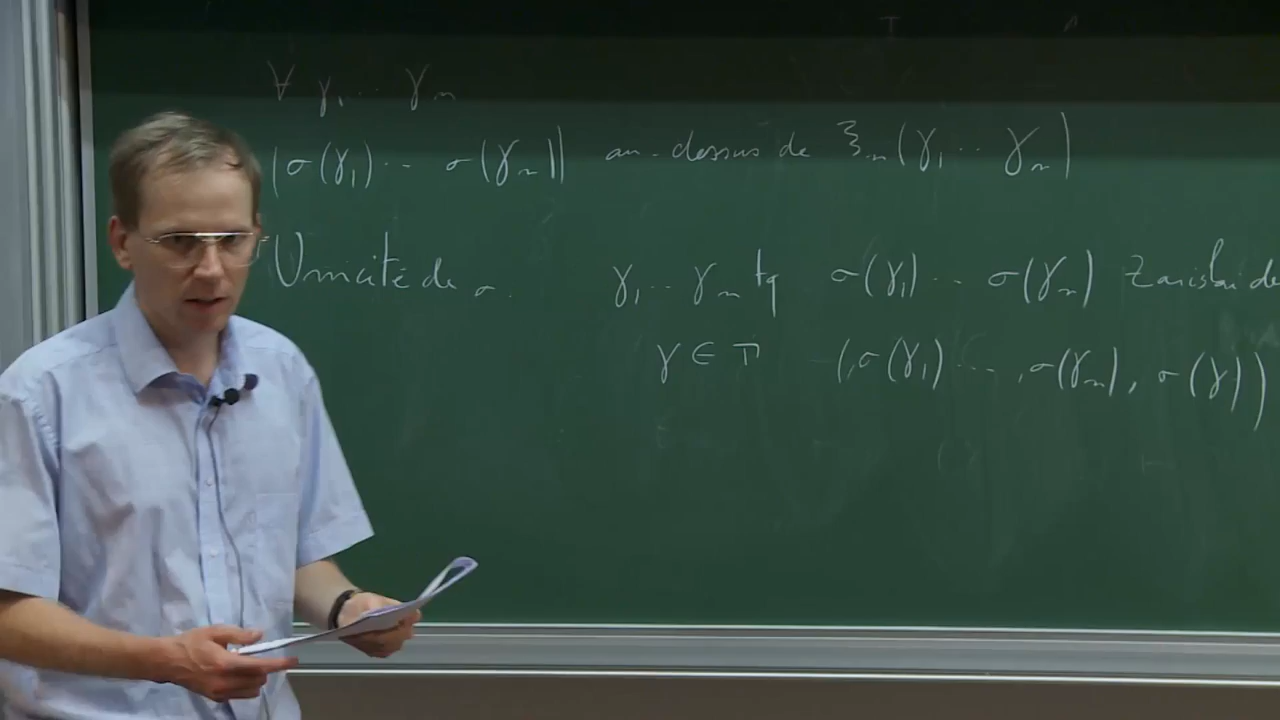 ∀ γ₁ ... γₙ
(σ(γ₁) ... σ(γₙ)) au-dessus de ξₙ(γ₁ ... γₙ)
Unicité de σ. γ₁ ... γₙ tq σ(γ₁) ... σ(γₙ) Zariski de
γ ∈ π (σ(γ₁) ... , σ(γₙ), σ(γ))